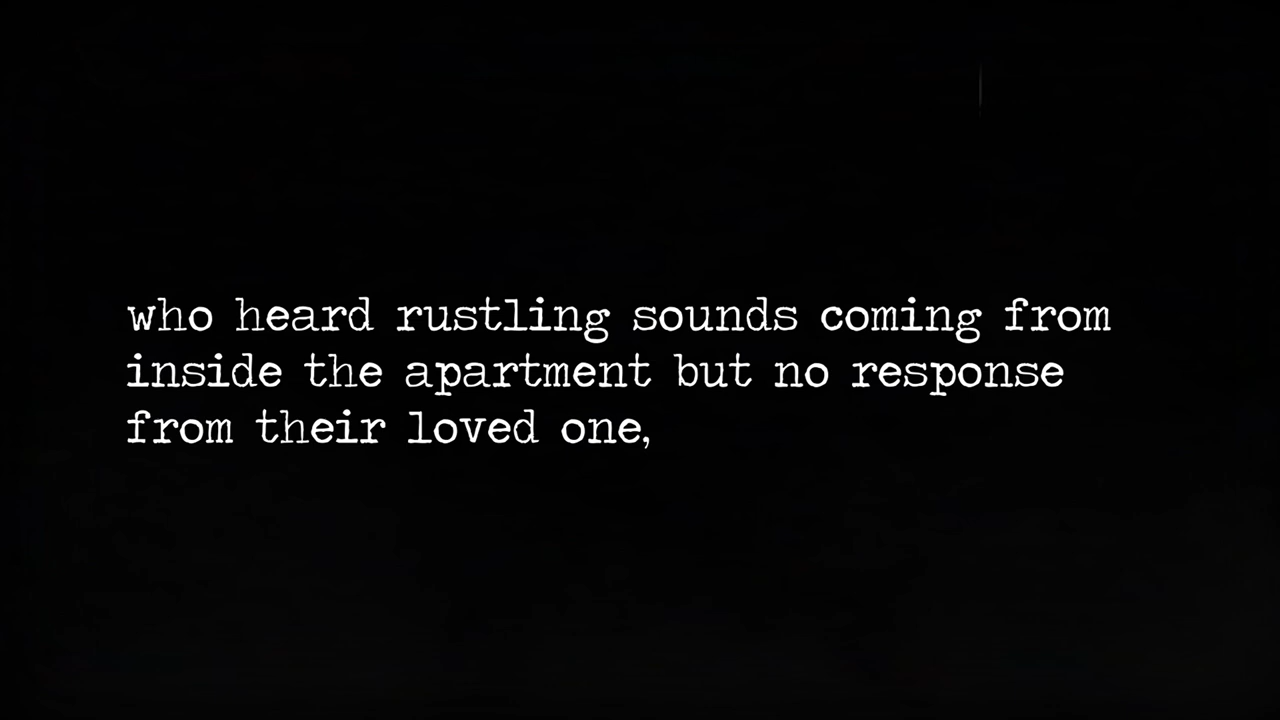 who heard rustling sounds coming from
inside the apartment but no response
from their loved one,